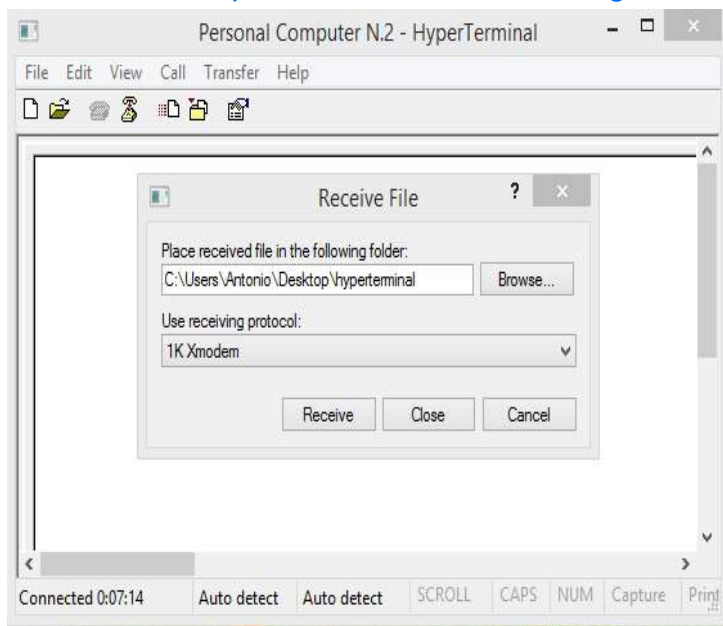 Personal Computer N.2 - HyperTerminal
File Edit View Call Transfer Help
Receive File
Place received file in the following folder:
C:\Users\Antonio\Desktop\hyperterminal Browse...
Use receiving protocol:
1K Xmodem
Receive Close Cancel
Connected 0:07:14 Auto detect Auto detect SCROLL CAPS NUM Capture Print